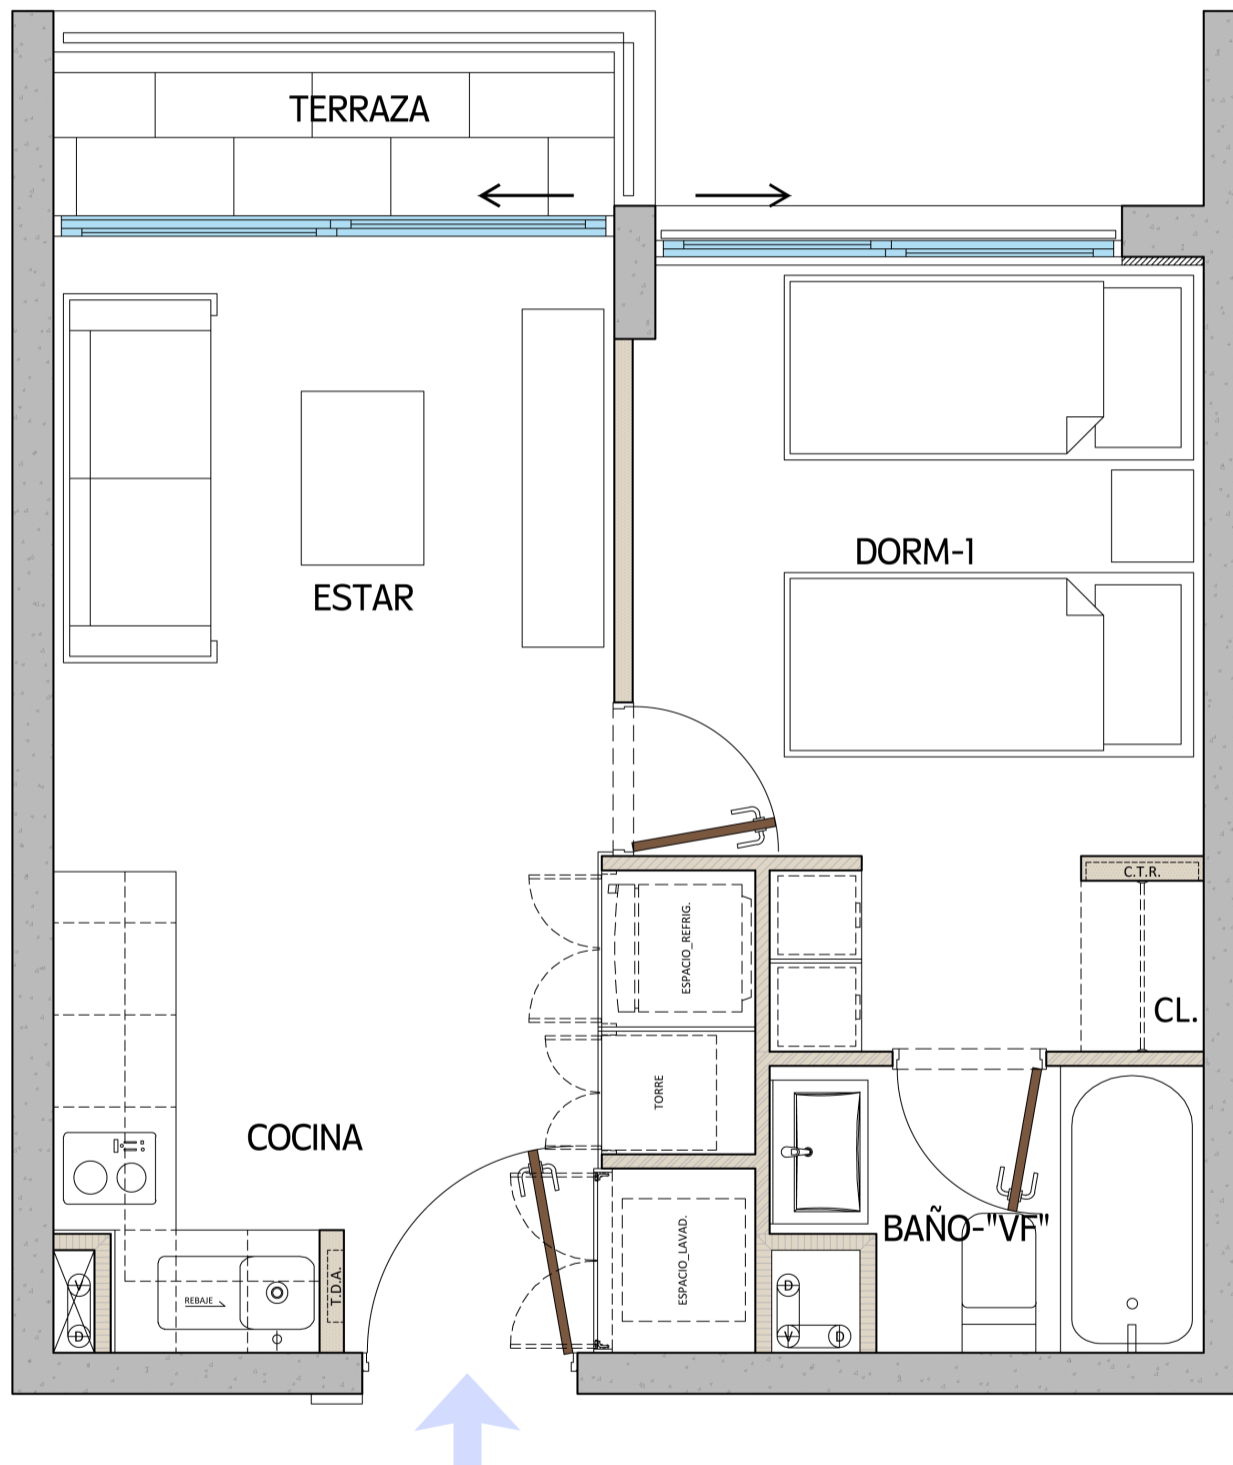 TERRAZA
DORM-1
ESTAR
C.T.R.
ESPACIO_REFRIG.
CL.
TORRE
COCINA
BAÑO-"VF"
ESPACIO_LAVAD.
T.D.A.
REBAJE
V
D
D
V
D